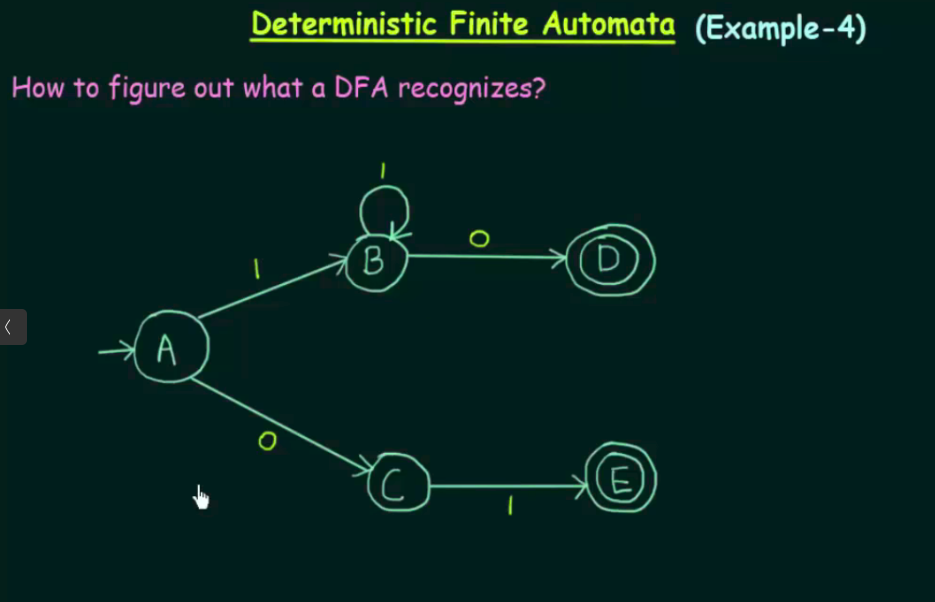 Deterministic Finite Automata (Example-4)
How to figure out what a DFA recognizes?
1
1
B
0
D
A
0
C
1
E